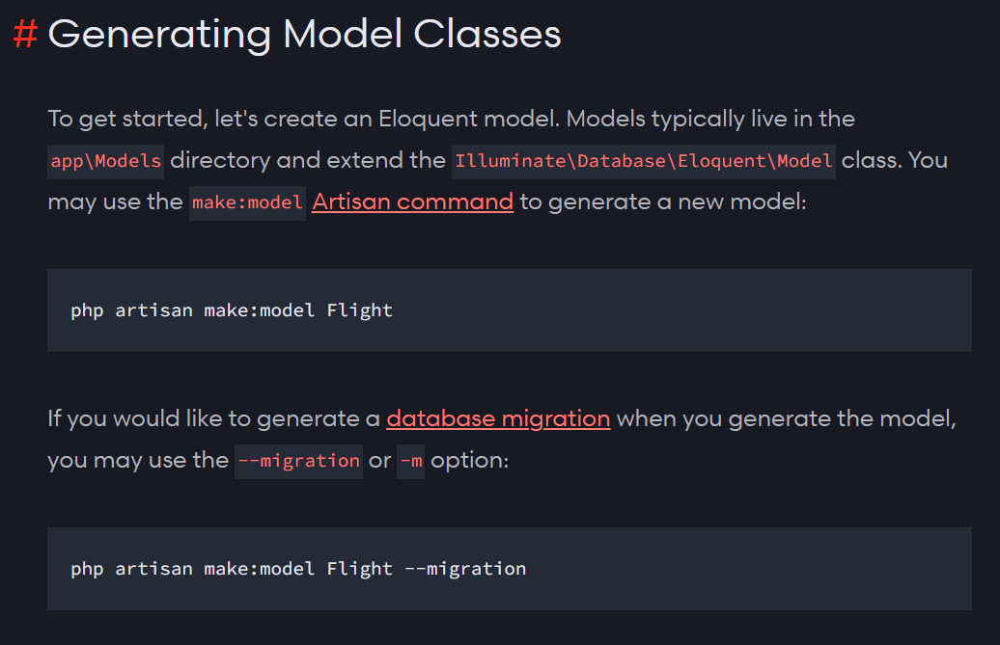 # Generating Model Classes
To get started, let's create an Eloquent model. Models typically live in the
app\Models directory and extend the Illuminate\Database\Eloquent\Model class. You
may use the make:model Artisan command to generate a new model:
php artisan make:model Flight
If you would like to generate a database migration when you generate the model,
you may use the --migration or -m option:
php artisan make:model Flight --migration